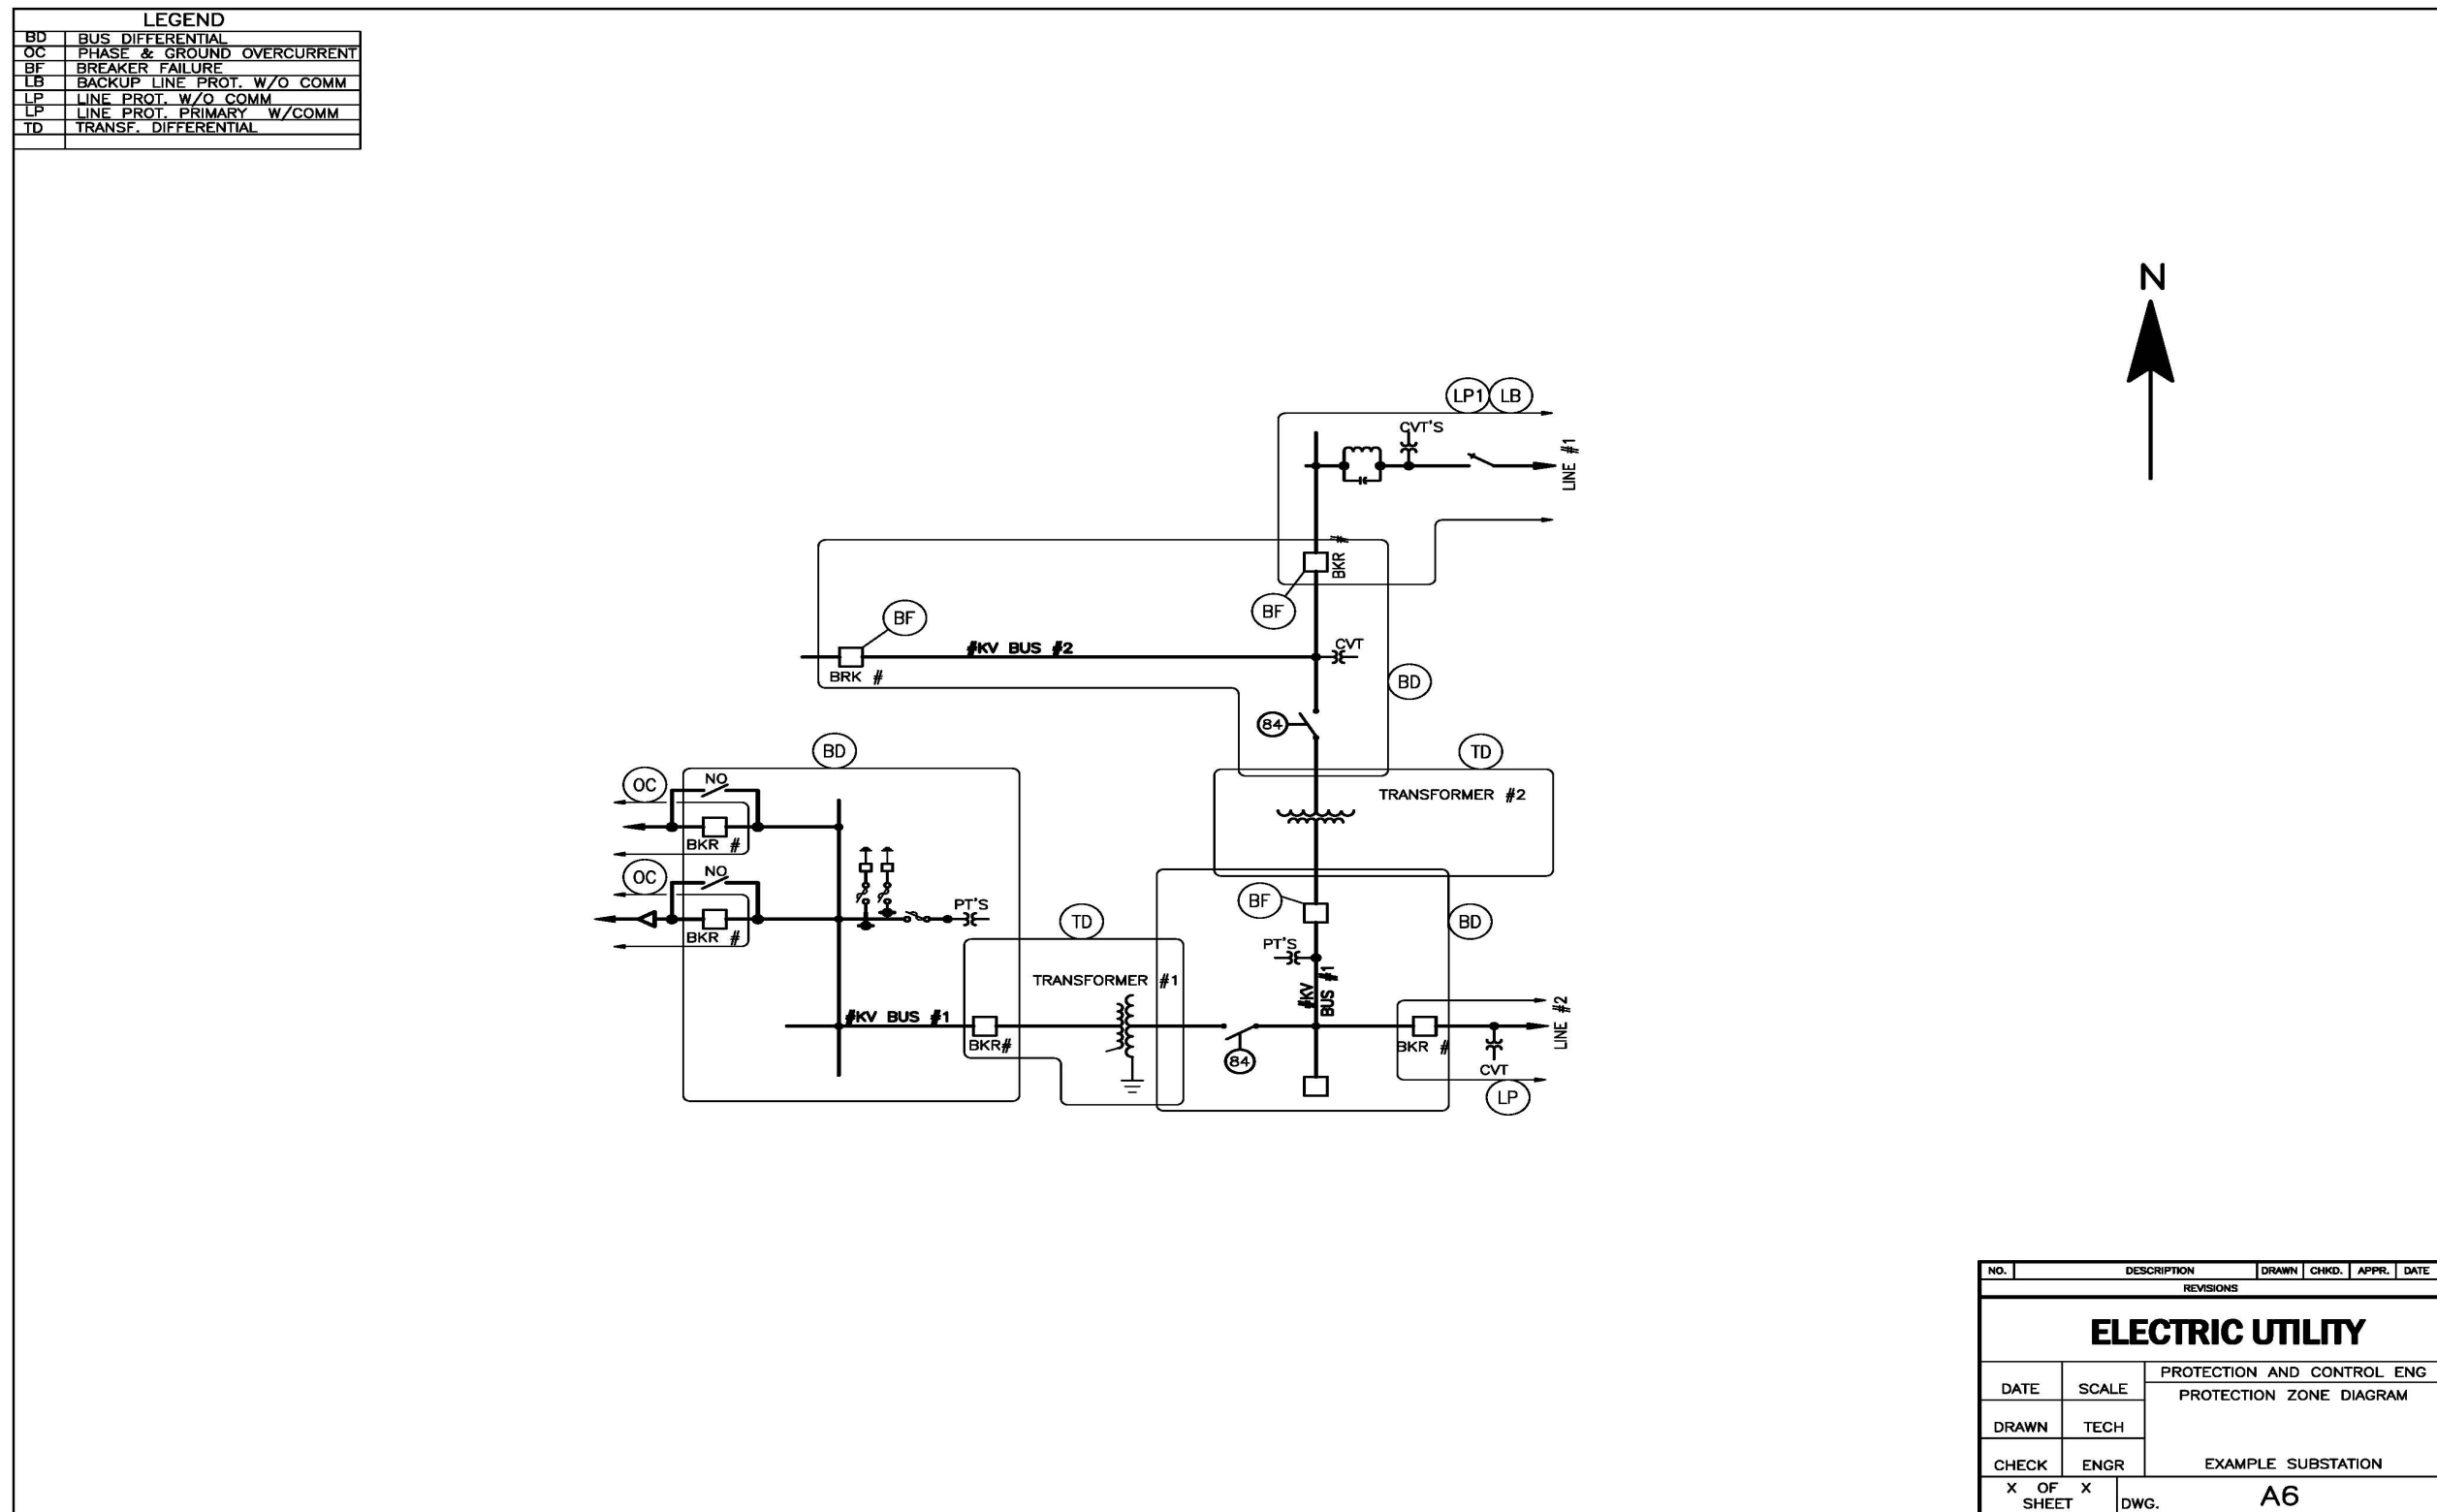 LEGEND
BD BUS DIFFERENTIAL
OC PHASE & GROUND OVERCURRENT
BF BREAKER FAILURE
LB BACKUP LINE PROT. W/O COMM
LP LINE PROT. W/O COMM
LP LINE PROT. PRIMARY W/COMM
TD TRANSF. DIFFERENTIAL
N
LP1 LB
CVT'S
LINE #1
BKR #
BF
BF
#KV BUS #2
CVT
BRK #
BD
84
BD
TD
OC
NO
TRANSFORMER #2
BKR #
OC
NO
BF
PT'S
TD
BD
BKR #
PT'S
TRANSFORMER #1
#KV
BUS #1
LINE #2
#KV BUS #1
BKR#
BKR #
84
CVT
LP
NO. DESCRIPTION DRAWN CHKD. APPR. DATE
REVISIONS
ELECTRIC UTILITY
PROTECTION AND CONTROL ENG
DATE SCALE
PROTECTION ZONE DIAGRAM
DRAWN TECH
CHECK ENGR
EXAMPLE SUBSTATION
X OF X
SHEET
DWG. A6